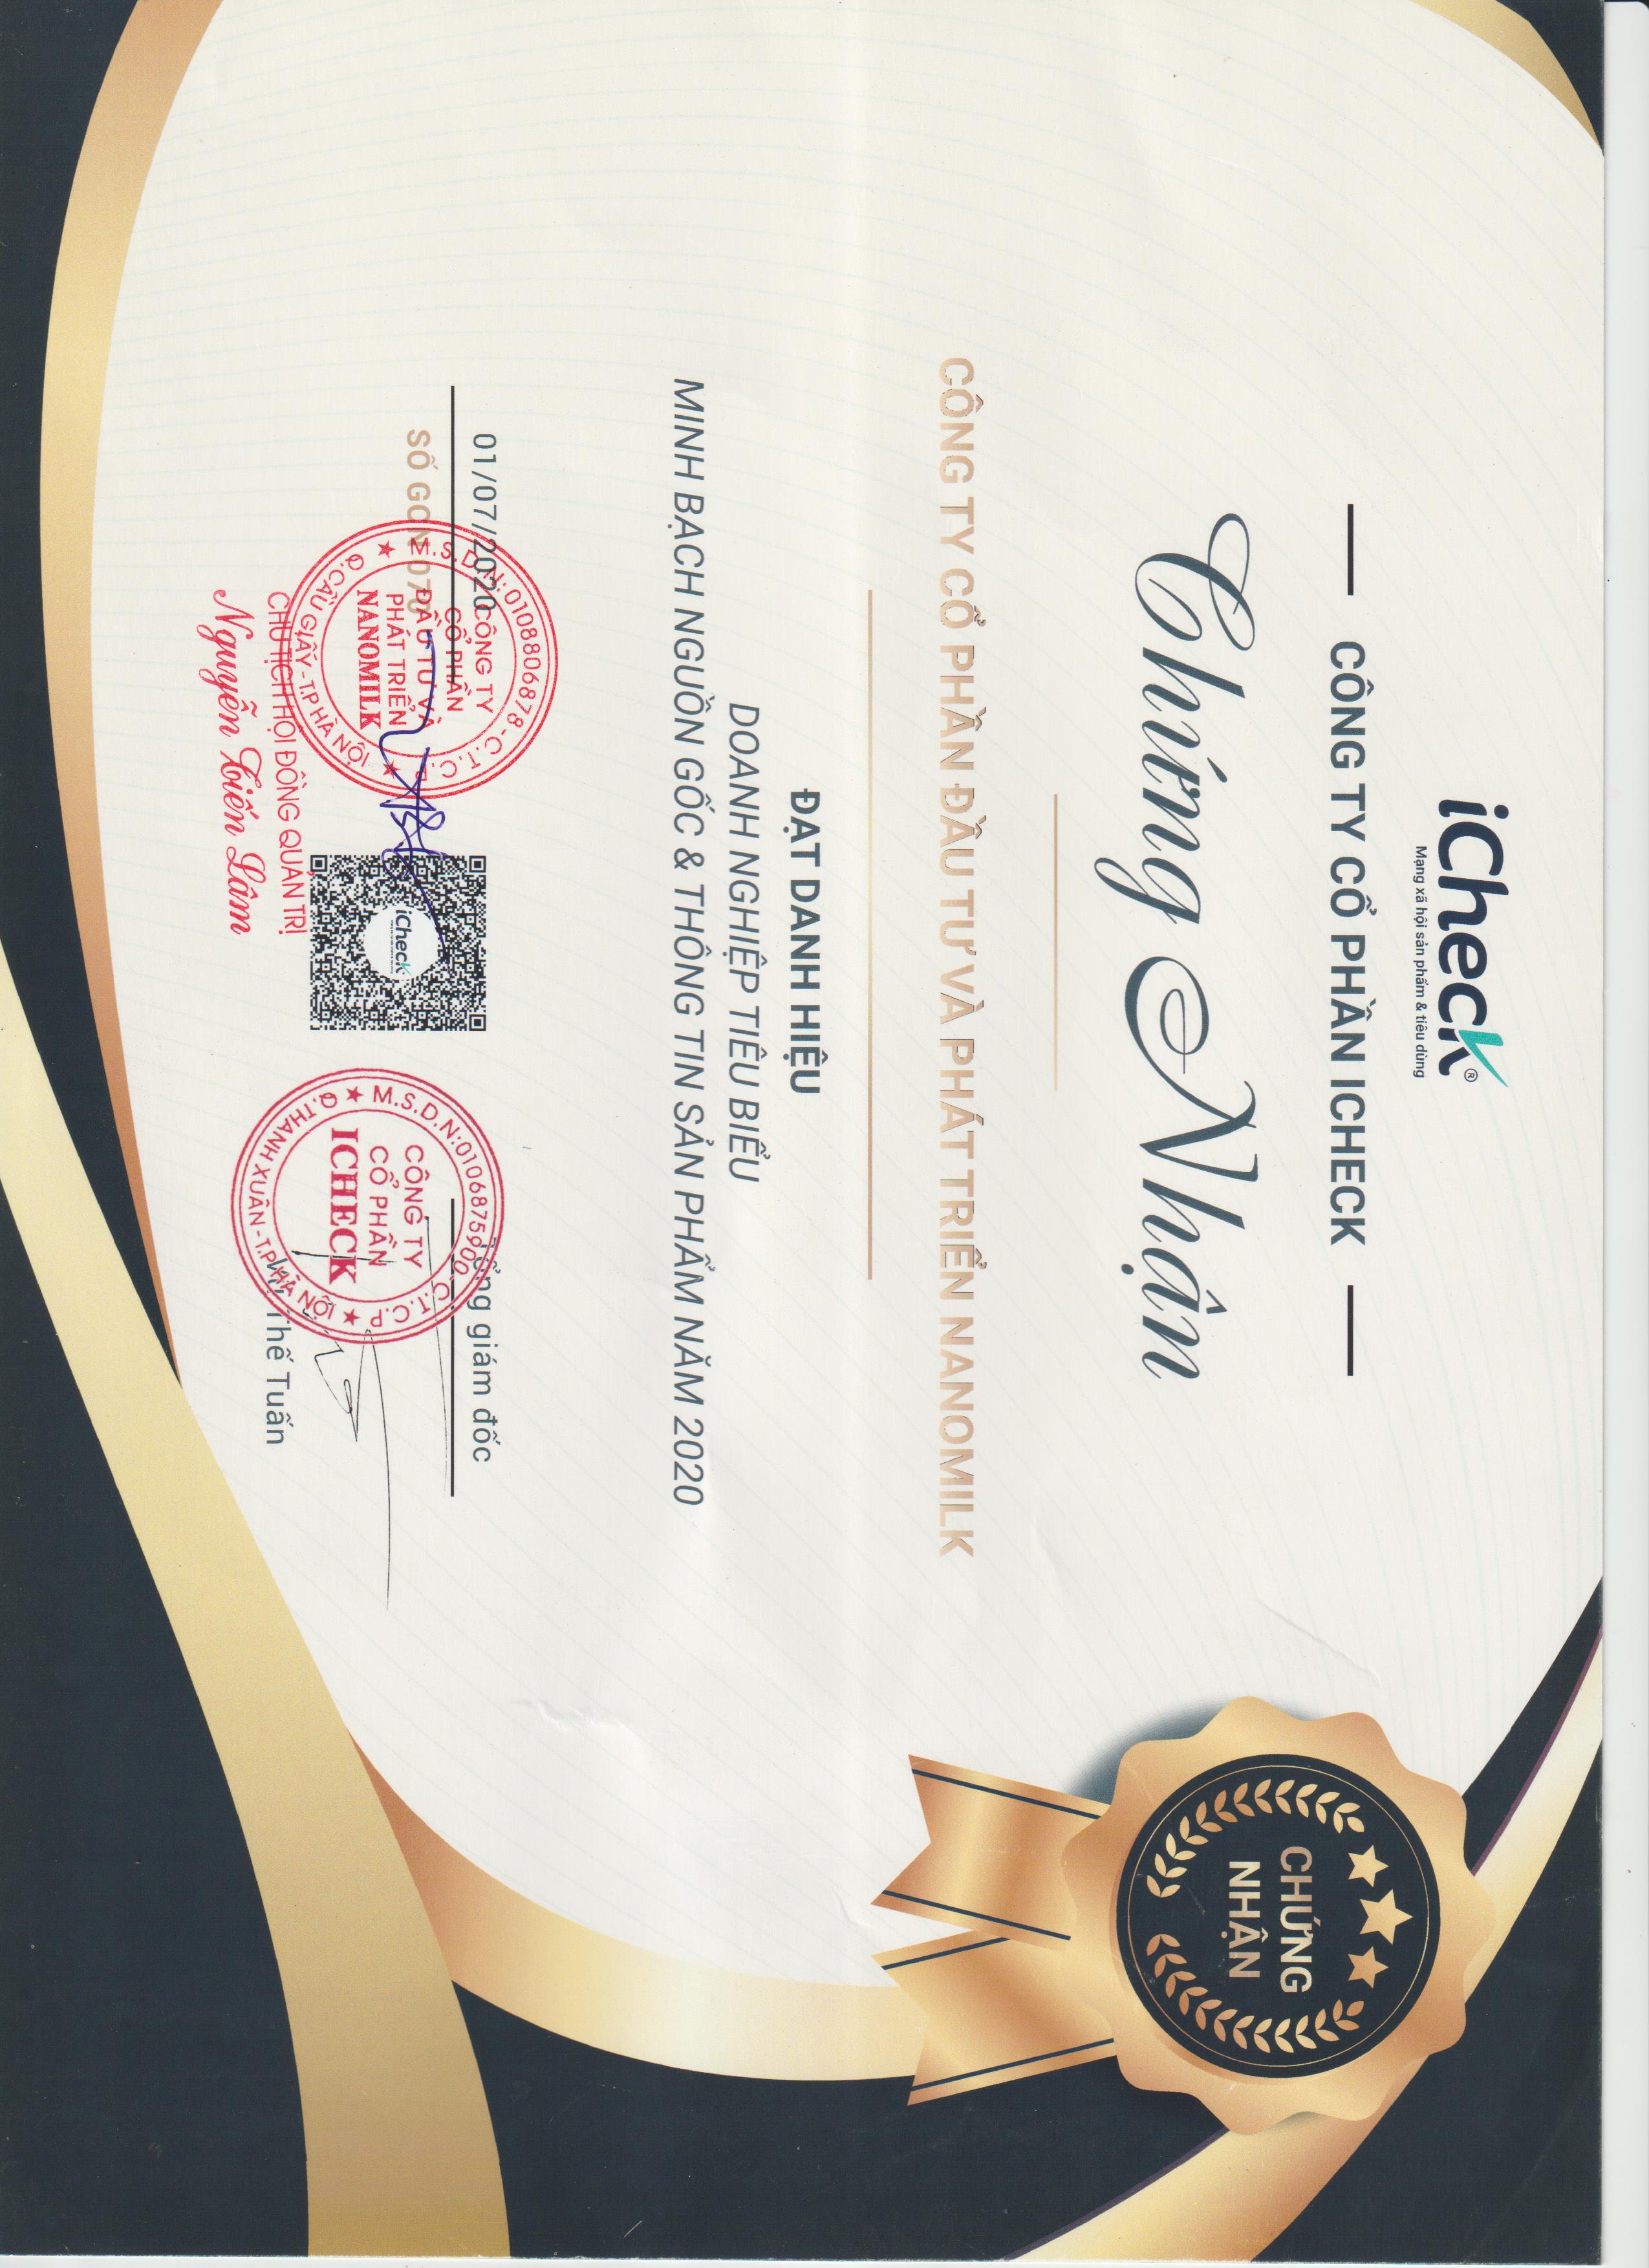 iCheck®
Mạng xã hội sản phẩm & tiêu dùng
CÔNG TY CỔ PHẦN ICHECK
Chứng Nhận
CÔNG TY CỔ PHẦN ĐẦU TƯ VÀ PHÁT TRIỂN NANOMILK
ĐẠT DANH HIỆU
DOANH NGHIỆP TIÊU BIỂU
MINH BẠCH NGUỒN GỐC & THÔNG TIN SẢN PHẨM NĂM 2020
CHỨNG
NHẬN
01/07/2020
SỐ
M.S.D.N:0108806878-C.T.C.P
CÔNG TY
CỔ PHẦN
ĐẦU TƯ VÀ
PHÁT TRIỂN
NANOMILK
Q.CẦU GIẤY-T.P HÀ NỘI
CHỦ TỊCH HỘI ĐỒNG QUẢN TRỊ
Nguyễn Tiến Lâm
iCheck
Tổng giám đốc
M.S.D.N:0106875900-C.T.C.P
CÔNG TY
CỔ PHẦN
ICHECK
Q.THANH XUÂN-T.P HÀ NỘI
Thế Tuấn